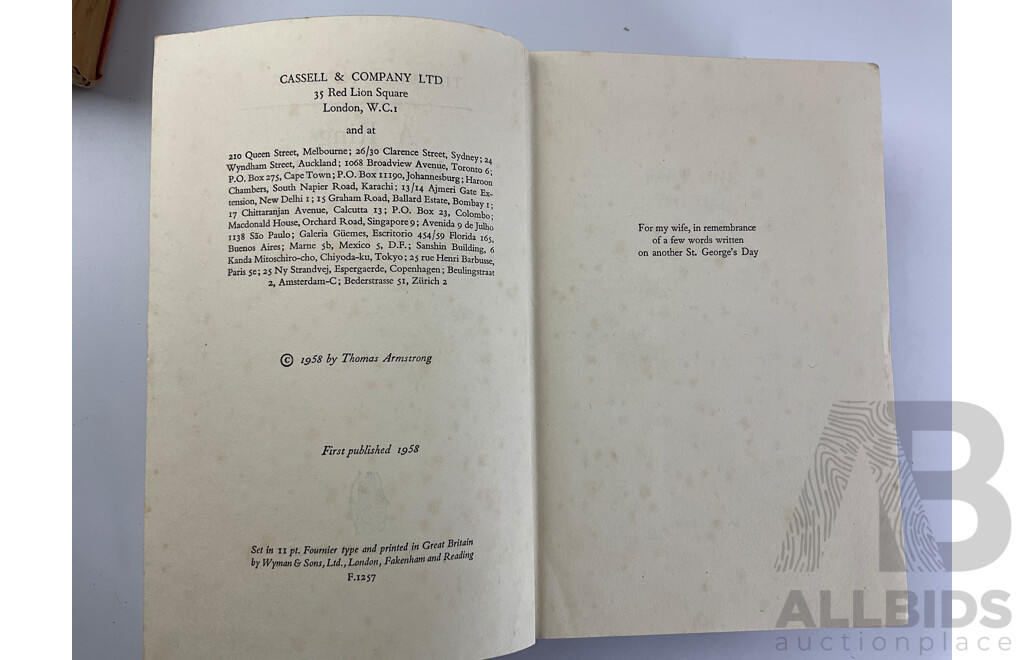 CASSELL & COMPANY LTD
35 Red Lion Square
London, W.C.1
and at
210 Queen Street, Melbourne; 26/30 Clarence Street, Sydney; 24
Wyndham Street, Auckland; 1068 Broadview Avenue, Toronto 6;
P.O. Box 275, Cape Town; P.O. Box 11190, Johannesburg; Haroon
Chambers, South Napier Road, Karachi; 13/14 Ajmeri Gate Ex-
tension, New Delhi 1; 15 Graham Road, Ballard Estate, Bombay 1;
17 Chittaranjan Avenue, Calcutta 13; P.O. Box 23, Colombo;
Macdonald House, Orchard Road, Singapore 9; Avenida 9 de Julho
1138 São Paulo; Galeria Güemes, Escritorio 454/59 Florida 165,
Buenos Aires; Marne 5b, Mexico 5, D.F.; Sanshin Building, 6
Kanda Mitoschiro-cho, Chiyoda-ku, Tokyo; 25 rue Henri Barbusse,
Paris 5e; 25 Ny Strandvej, Espergaerde, Copenhagen; Beulingstraat
2, Amsterdam-C; Bederstrasse 51, Zürich 2
© 1958 by Thomas Armstrong
First published 1958
Set in 11 pt. Fournier type and printed in Great Britain
by Wyman & Sons, Ltd., London, Fakenham and Reading
F.1257
For my wife, in remembrance
of a few words written
on another St. George's Day
AB
ALLBIDS
auctionplace